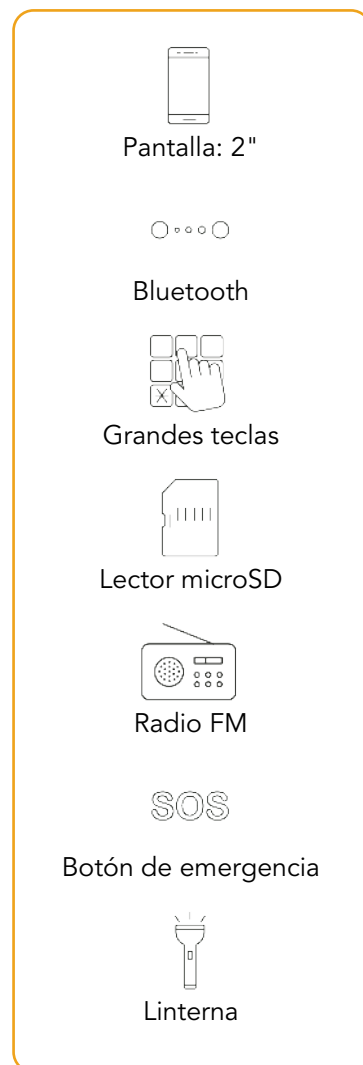 Pantalla: 2"
Bluetooth
Grandes teclas
Lector microSD
Radio FM
SOS
Botón de emergencia
Linterna